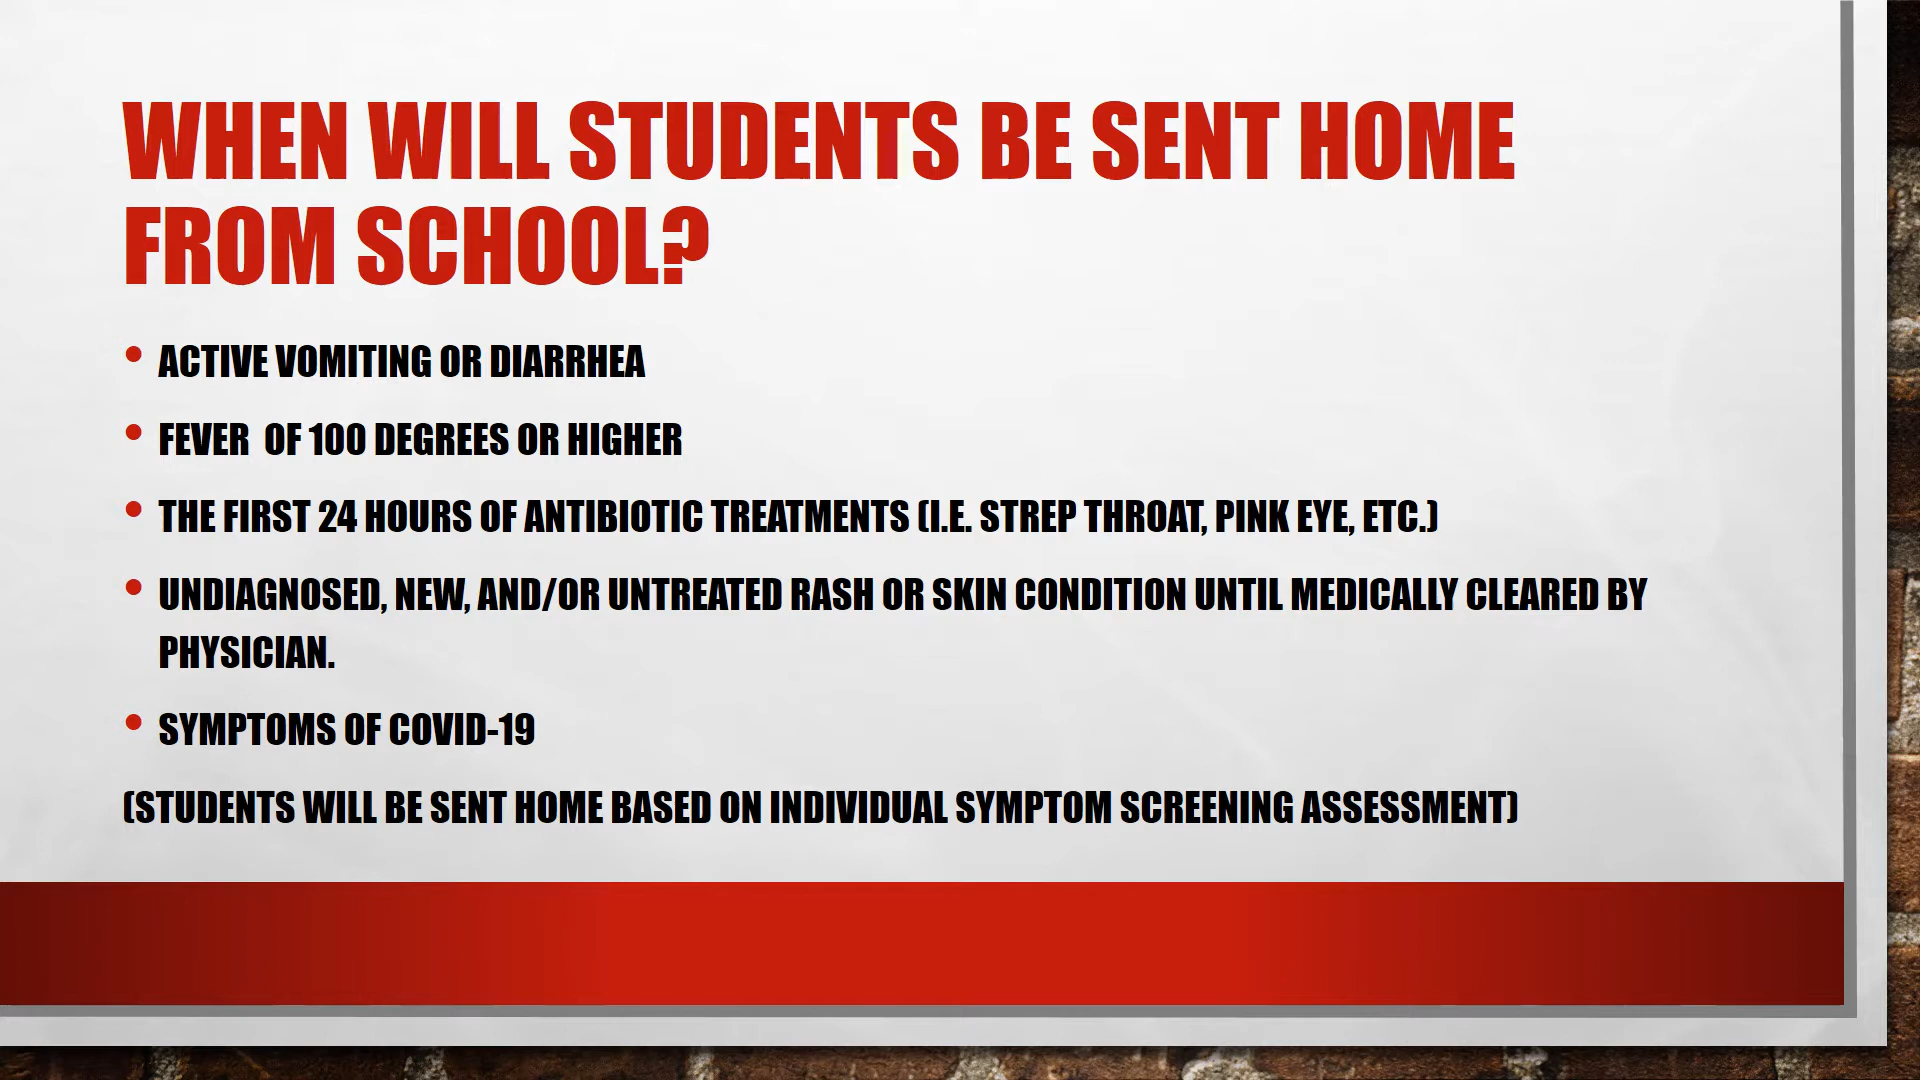 WHEN WILL STUDENTS BE SENT HOME
FROM SCHOOL?
• ACTIVE VOMITING OR DIARRHEA
• FEVER  OF 100 DEGREES OR HIGHER
• THE FIRST 24 HOURS OF ANTIBIOTIC TREATMENTS (I.E. STREP THROAT, PINK EYE, ETC.)
• UNDIAGNOSED, NEW, AND/OR UNTREATED RASH OR SKIN CONDITION UNTIL MEDICALLY CLEARED BY
PHYSICIAN.
• SYMPTOMS OF COVID-19
(STUDENTS WILL BE SENT HOME BASED ON INDIVIDUAL SYMPTOM SCREENING ASSESSMENT)